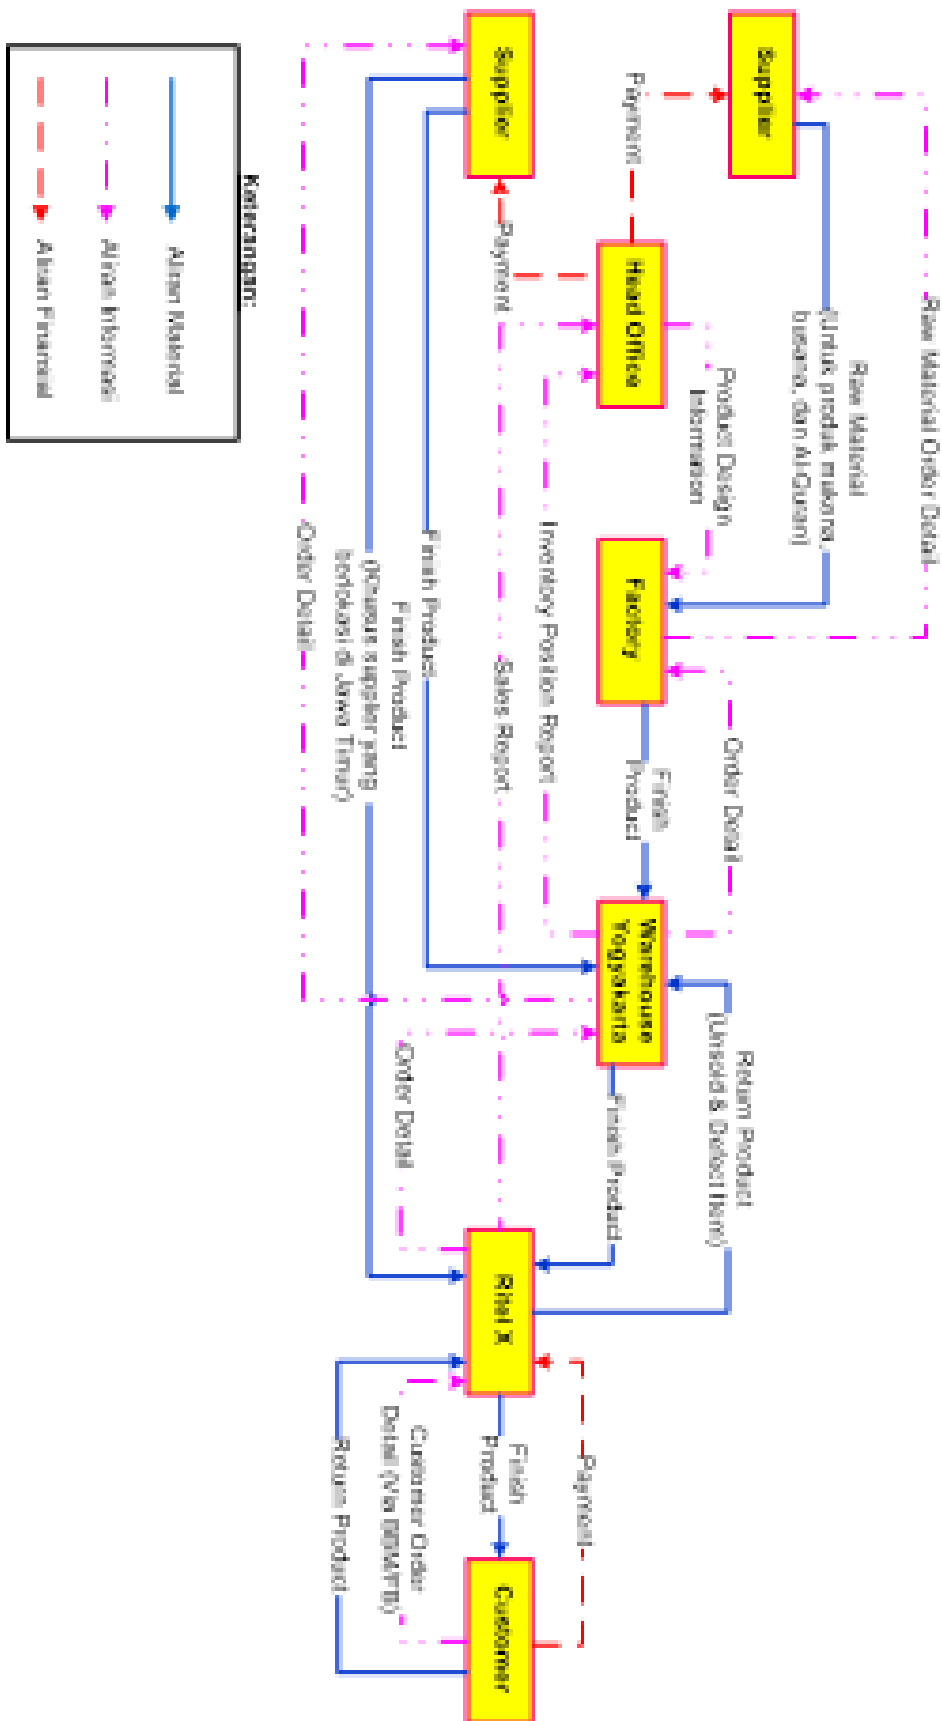 Raw Material Order Detail
Raw Material
(Untuk produk mukena,
busana, dan Al-Quran)
Supplier
Payment
Head Office
Product Design
Information
Factory
Order Detail
Finish
Product
Warehouse
Yogyakarta
Return Product
(Unsold & Defect Item)
Finish Product
Supplier
Payment
Inventory Position Report
Sales Report
Finish Product
Finish Product
(Khusus supplier yang
berlokasi di Jawa Timur)
Order Detail
Order Detail
Ritel X
Payment
Finish
Product
Customer
Customer Order
Detail (Via BBM/FB)
Return Product
Keterangan:
Aliran Material
Aliran Informasi
Aliran Finansial